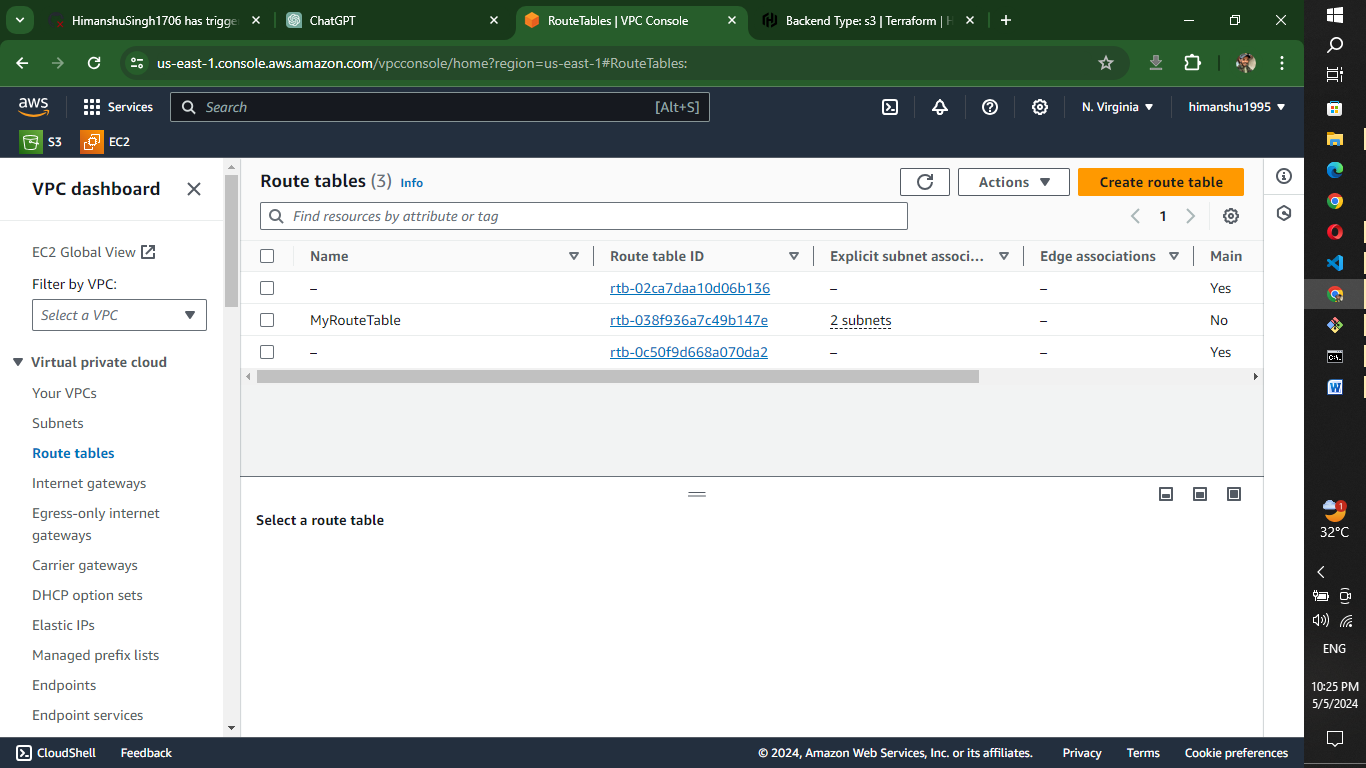 HimanshuSingh1706 has trigge
ChatGPT
RouteTables | VPC Console
Backend Type: s3 | Terraform | H
us-east-1.console.aws.amazon.com/vpcconsole/home?region=us-east-1#RouteTables:
aws
Services
Search
[Alt+S]
N. Virginia
himanshu1995
S3
EC2
VPC dashboard
EC2 Global View
Filter by VPC:
Select a VPC
Virtual private cloud
Your VPCs
Subnets
Route tables
Internet gateways
Egress-only internet
gateways
Carrier gateways
DHCP option sets
Elastic IPs
Managed prefix lists
Endpoints
Endpoint services
Route tables (3) Info
Actions
Create route table
Find resources by attribute or tag
1
Name
Route table ID
Explicit subnet associ...
Edge associations
Main
– rtb-02ca7daa10d06b136 – – Yes
MyRouteTable rtb-038f936a7c49b147e 2 subnets – No
– rtb-0c50f9d668a070da2 – – Yes
Select a route table
CloudShell
Feedback
© 2024, Amazon Web Services, Inc. or its affiliates.
Privacy
Terms
Cookie preferences
1
32°C
ENG
10:25 PM
5/5/2024